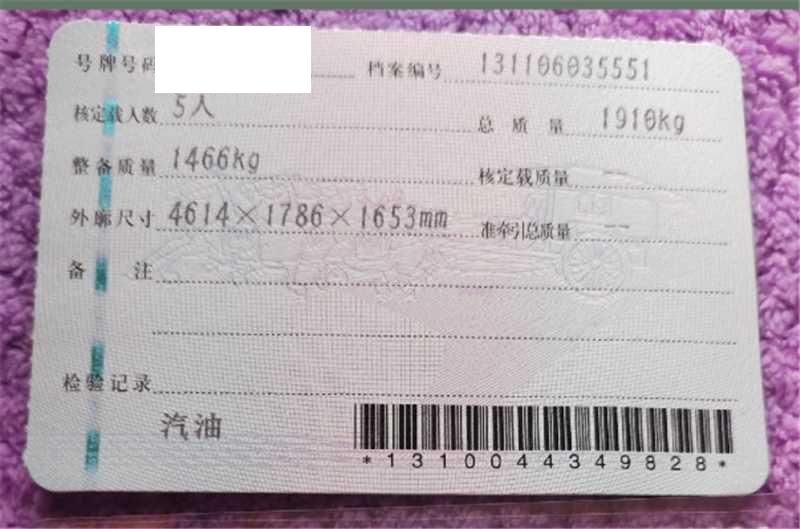 号牌号码 档案编号 131106035551
核定载人数 5人 总质量 1910kg
整备质量 1466kg 核定载质量 --
外廓尺寸 4614×1786×1653mm 准牵引总质量 --
备注
检验记录
汽油
*1310044349828*